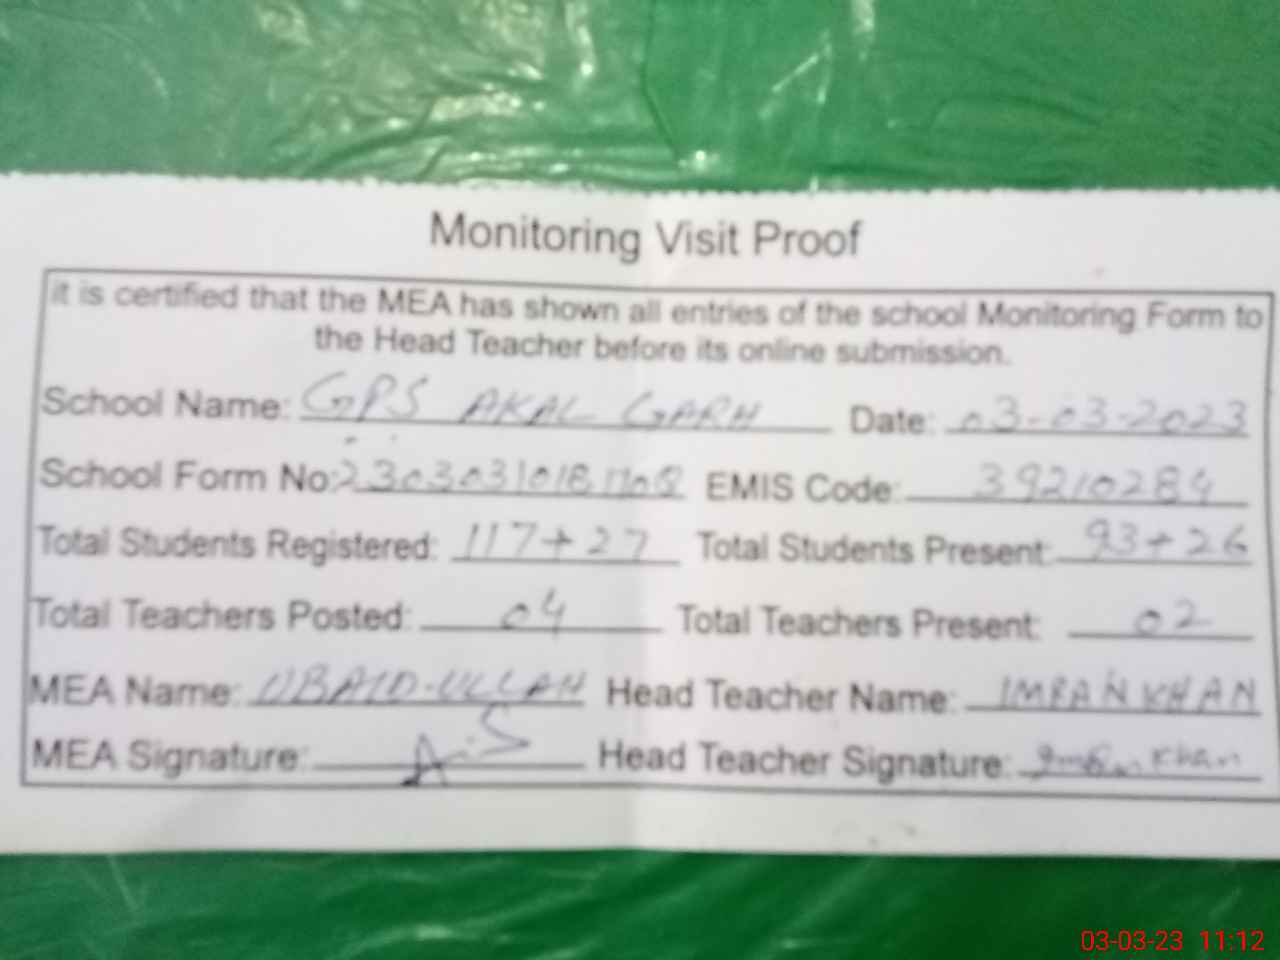 Monitoring Visit Proof
it is certified that the MEA has shown all entries of the school Monitoring Form to
the Head Teacher before its online submission.
School Name: GPS AKAL GARH Date: 03-03-2023
School Form No: EMIS Code: 39210284
Total Students Registered: 117+27 Total Students Present: 93+26
Total Teachers Posted: 04 Total Teachers Present: 02
MEA Name: UBAID-ULLAH Head Teacher Name: IMRAN KHAN
MEA Signature: A.S Head Teacher Signature: Imran Khan
03-03-23 11:12